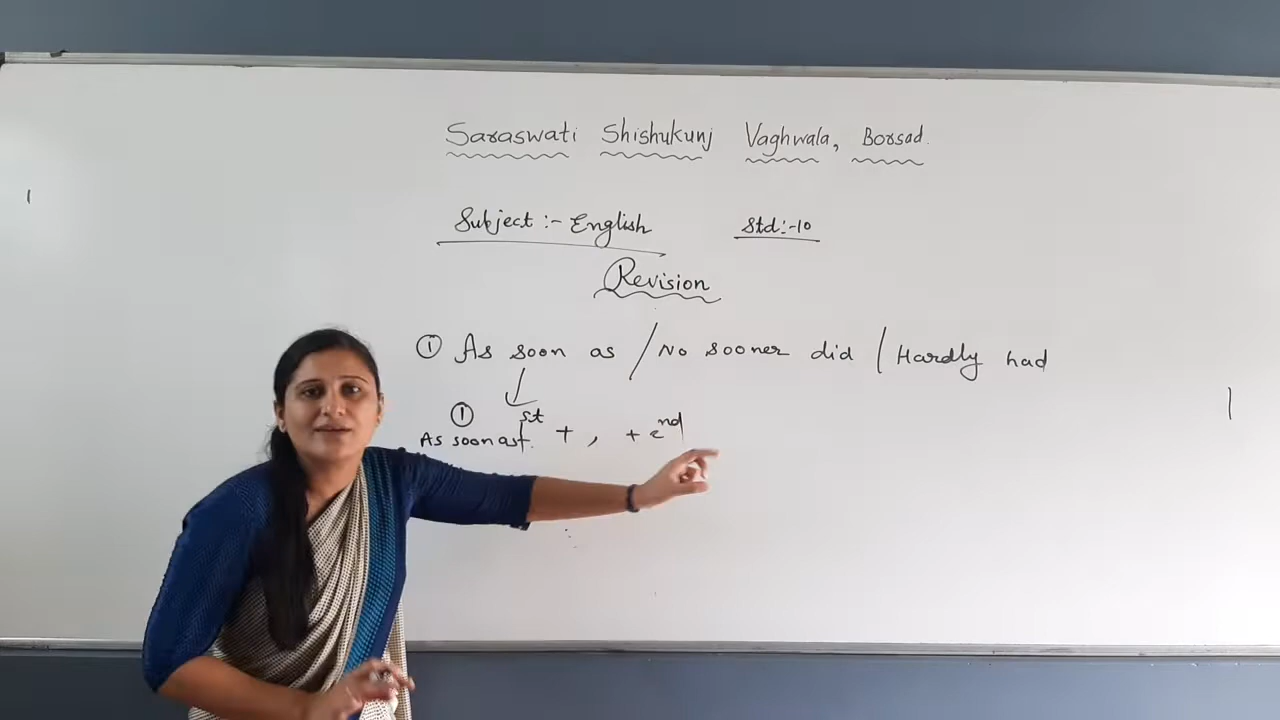 Saraswati Shishukunj Vaghwala, Borsad.
Subject :- English Std:-10
Revision
① As soon as / No sooner did / Hardly had
① As soon as 1st + , + 2nd